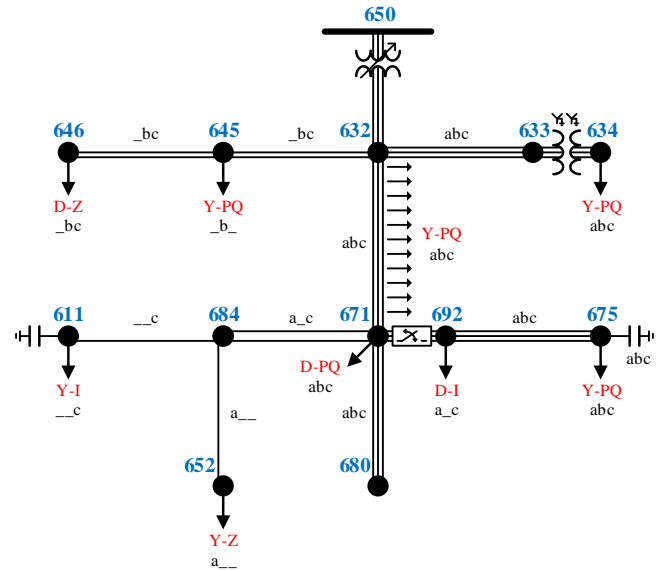 650
646
_bc
645
_bc
632
abc
633
634
D-Z
_bc
Y-PQ
_b_
Y-PQ
abc
Y-PQ
abc
abc
611
__c
684
a_c
671
692
abc
675
Y-I
__c
D-PQ
abc
D-I
a_c
Y-PQ
abc
abc
a__
abc
652
680
Y-Z
a__